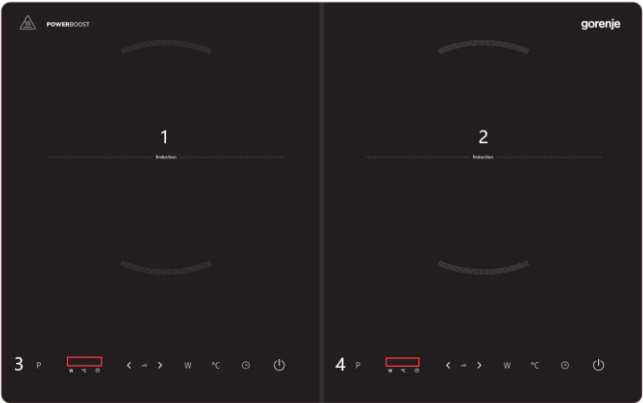 POWERBOOST
gorenje
1
2
Induction
Induction
3 P
W °C
< > W °C
4 P
W °C
< > W °C